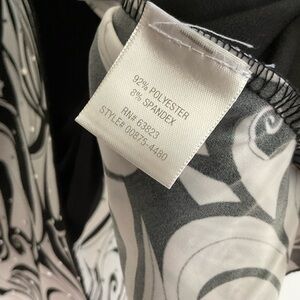 92% POLYESTER
8% SPANDEX
RN# 63823
STYLE# 00875-4480